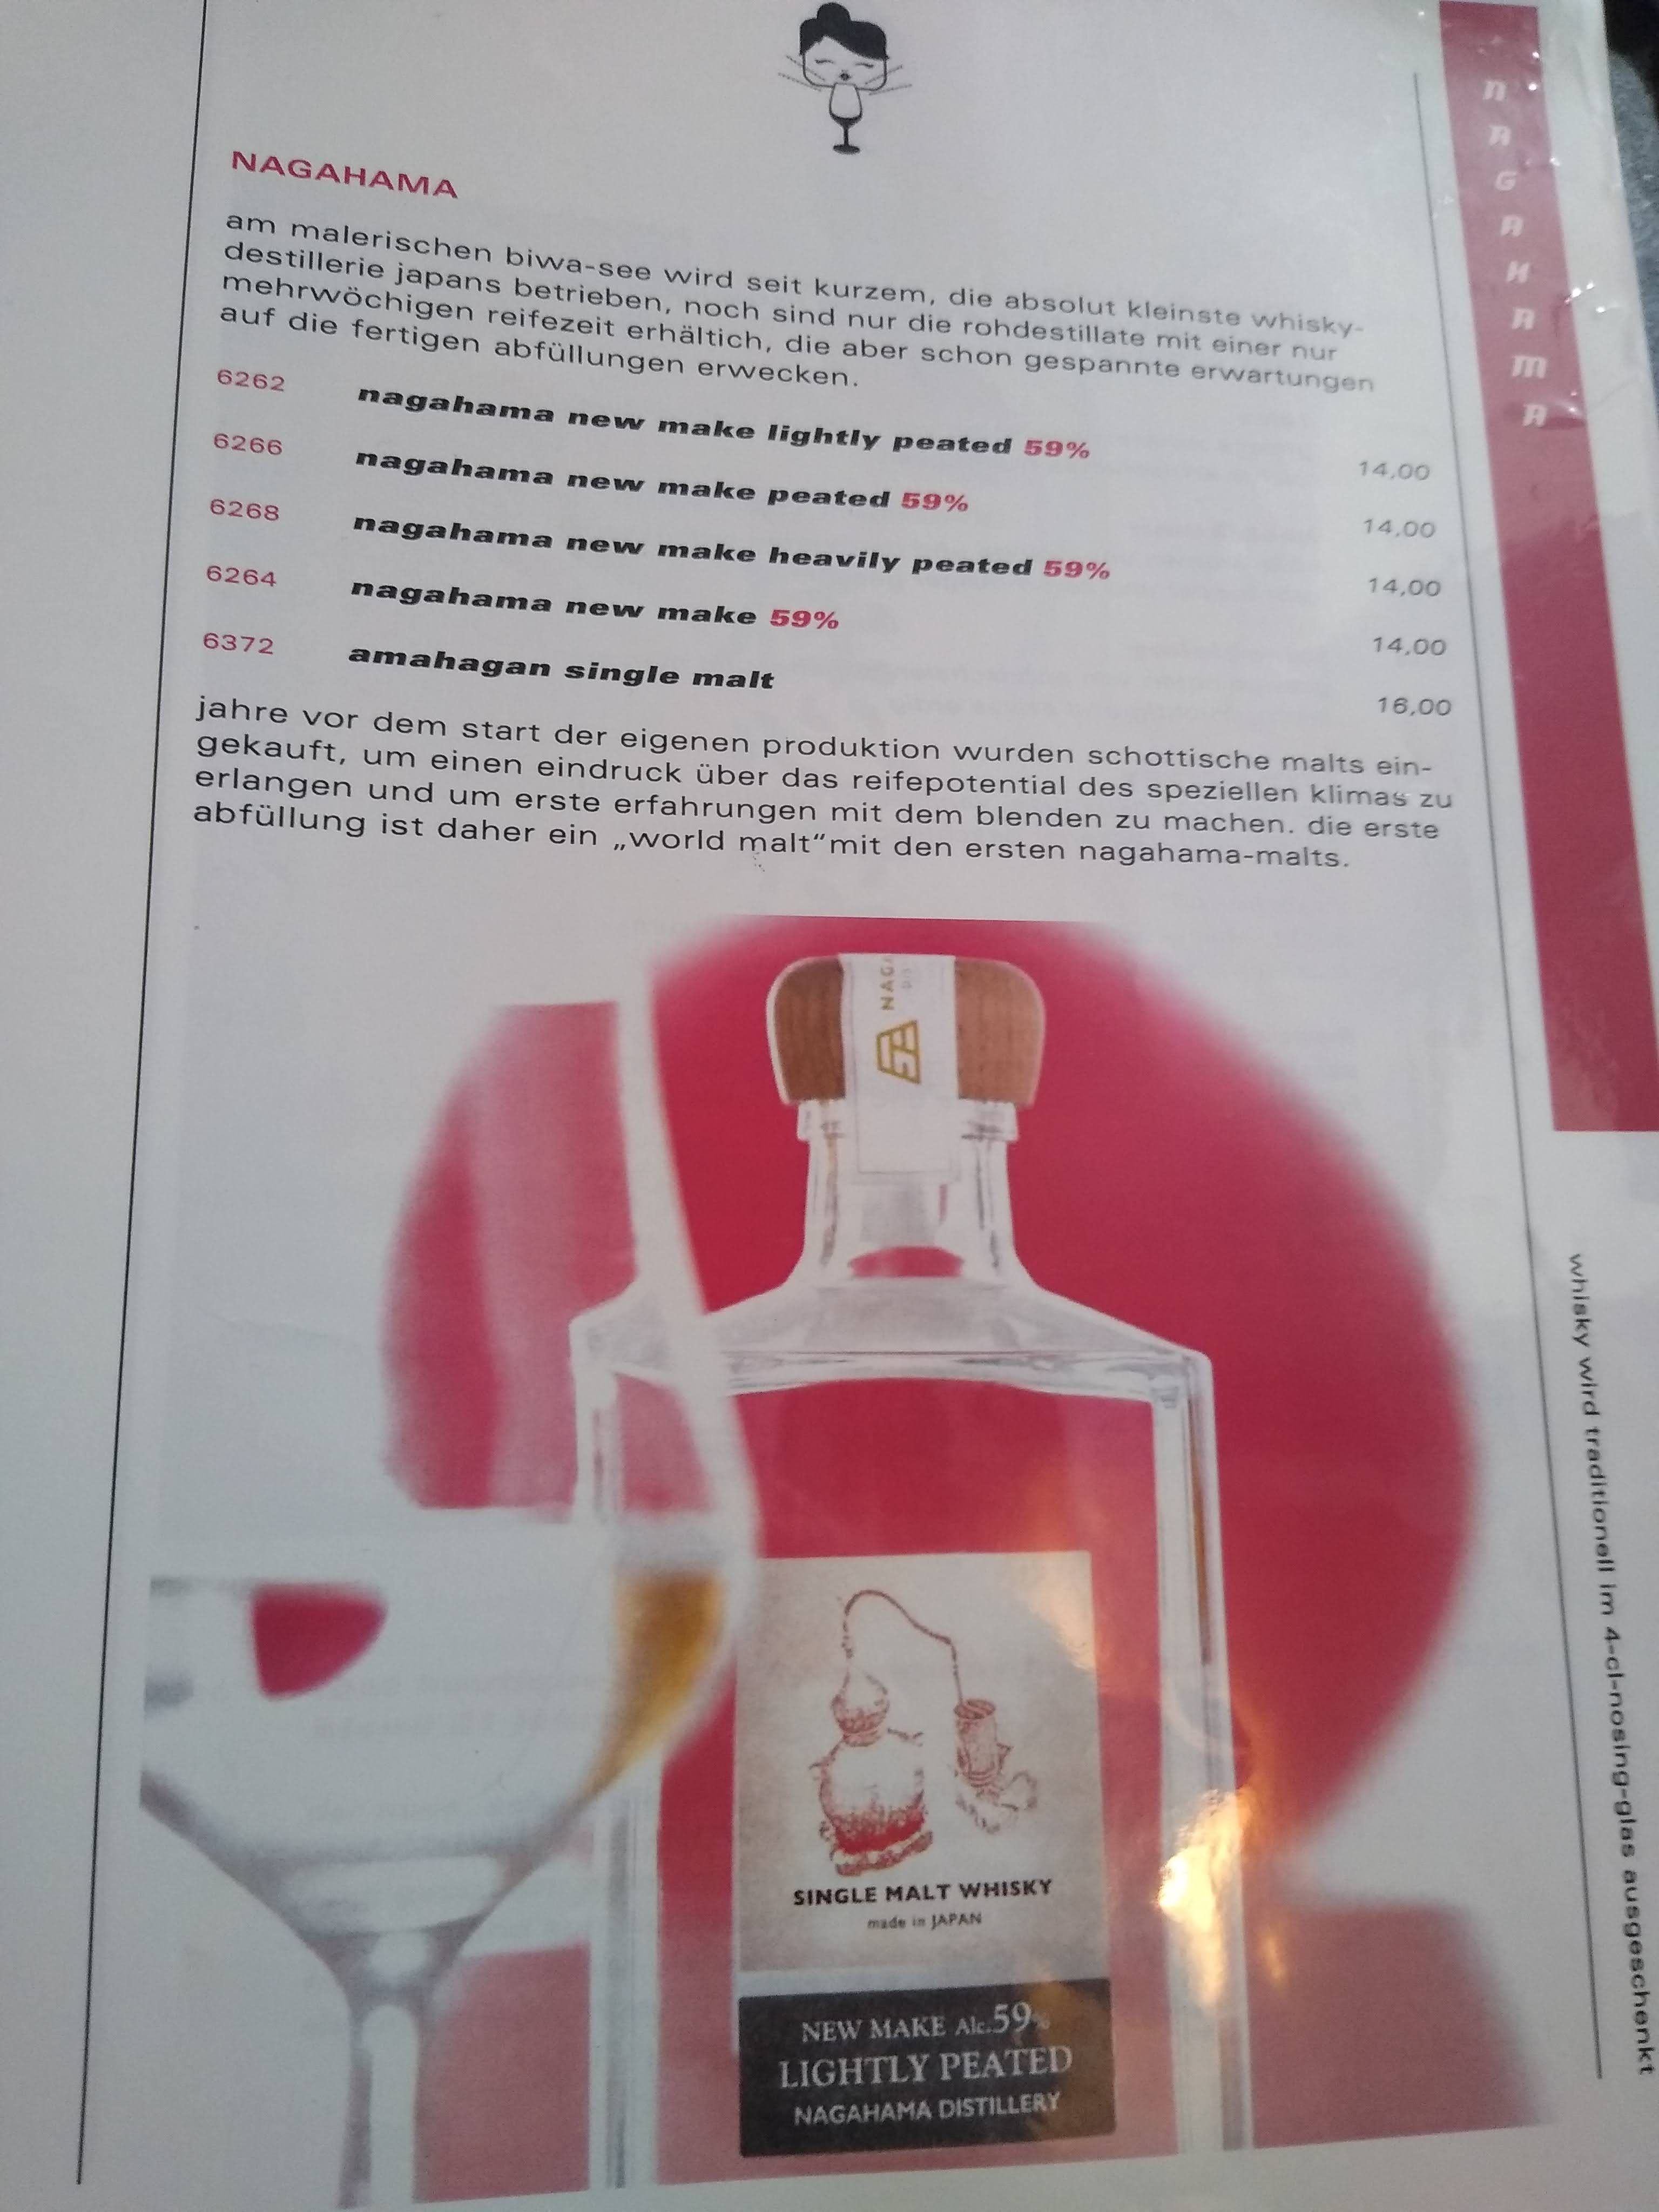 NAGAHAMA
am malerischen biwa-see wird seit kurzem, die absolut kleinste whisky-
destillerie japans betrieben, noch sind nur die rohdestillate mit einer nur
mehrwöchigen reifezeit erhältich, die aber schon gespannte erwartungen
auf die fertigen abfüllungen erwecken.
6262 nagahama new make lightly peated 59% 14,00
6266 nagahama new make peated 59% 14,00
6268 nagahama new make heavily peated 59% 14,00
6264 nagahama new make 59% 14,00
6372 amahagan single malt 16,00
jahre vor dem start der eigenen produktion wurden schottische malts ein-
gekauft, um einen eindruck über das reifepotential des speziellen klimas zu
erlangen und um erste erfahrungen mit dem blenden zu machen. die erste
abfüllung ist daher ein „world malt“mit den ersten nagahama-malts.
NAGA
SINGLE MALT WHISKY
made in JAPAN
NEW MAKE Alc.59%
LIGHTLY PEATED
NAGAHAMA DISTILLERY
NAGAHAMA
whisky wird traditionell im 4-cl-nosing-glas ausgeschenkt